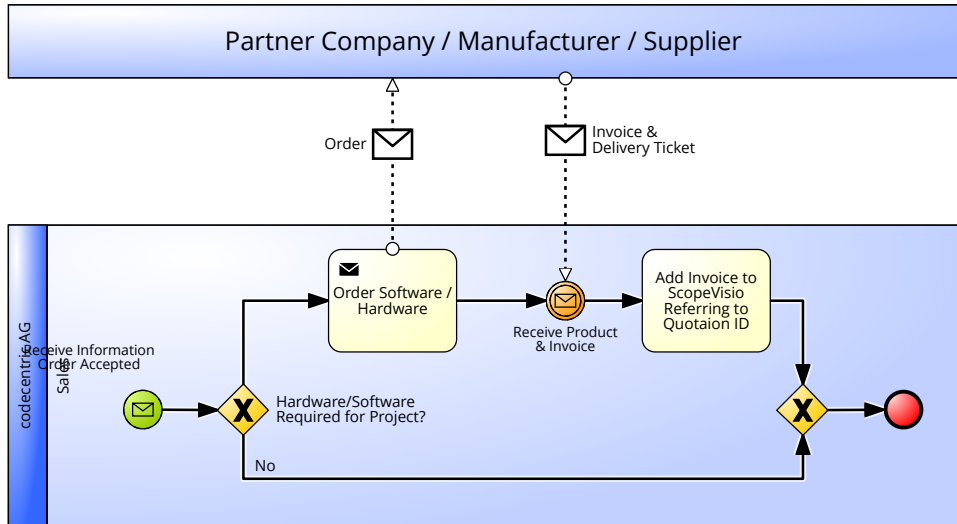 Partner Company / Manufacturer / Supplier
Order
Invoice &
Delivery Ticket
codecentric AG
Sales
Order Software /
Hardware
Receive Product
& Invoice
Add Invoice to
ScopeVisio
Referring to
Quotaion ID
Receive Information
Order Accepted
Hardware/Software
Required for Project?
No